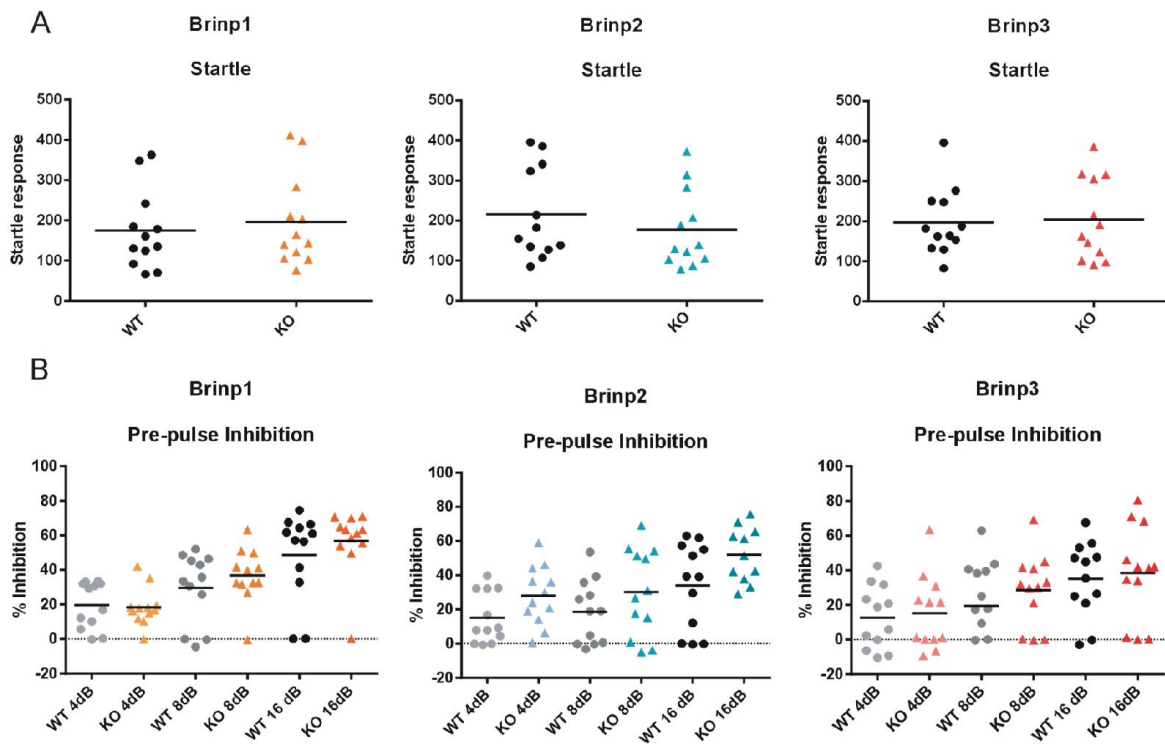 A
Brinp1
Startle
Startle response
500
400
300
200
100
0
WT
KO
Brinp2
Startle
Startle response
500
400
300
200
100
0
WT
KO
Brinp3
Startle
Startle response
500
400
300
200
100
0
WT
KO
B
Brinp1
Pre-pulse Inhibition
% Inhibition
100
80
60
40
20
0
-20
WT 4dB
KO 4dB
WT 8dB
KO 8dB
WT 16 dB
KO 16dB
Brinp2
Pre-pulse Inhibition
% Inhibition
100
80
60
40
20
0
-20
WT 4dB
KO 4dB
WT 8dB
KO 8dB
WT 16 dB
KO 16dB
Brinp3
Pre-pulse Inhibition
% Inhibition
100
80
60
40
20
0
-20
WT 4dB
KO 4dB
WT 8dB
KO 8dB
WT 16 dB
KO 16dB